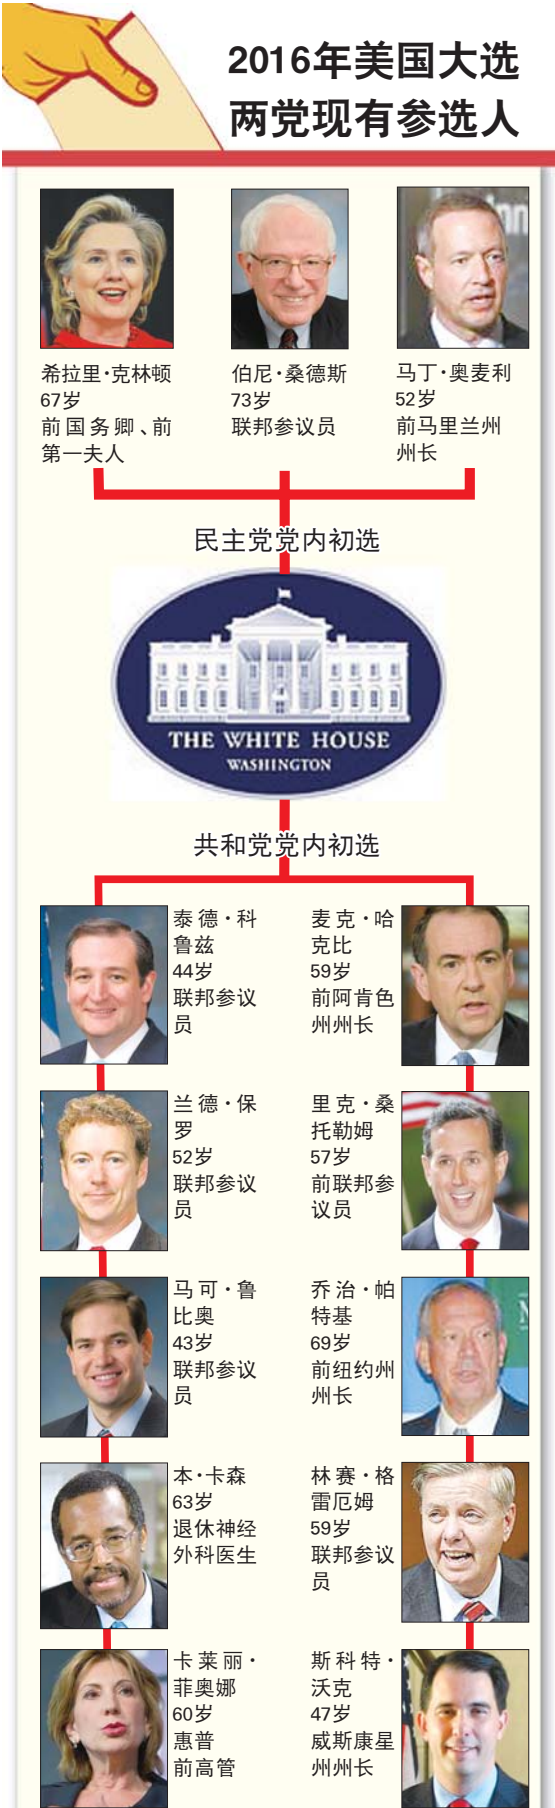 2016年美国大选
两党现有参选人
希拉里·克林顿
67岁
前国务卿、前
第一夫人
伯尼·桑德斯
73岁
联邦参议员
马丁·奥麦利
52岁
前马里兰州
州长
民主党党内初选
THE WHITE HOUSE
WASHINGTON
共和党党内初选
泰德·科
鲁兹
44岁
联邦参议
员
麦克·哈
克比
59岁
前阿肯色
州州长
兰德·保
罗
52岁
联邦参议
员
里克·桑
托勒姆
57岁
前联邦参
议员
马可·鲁
比奥
43岁
联邦参议
员
乔治·帕
特基
69岁
前纽约州
州长
本·卡森
63岁
退休神经
外科医生
林赛·格
雷厄姆
59岁
联邦参议
员
卡莱丽·
菲奥娜
60岁
惠普
前高管
斯科特·
沃克
47岁
威斯康星
州州长